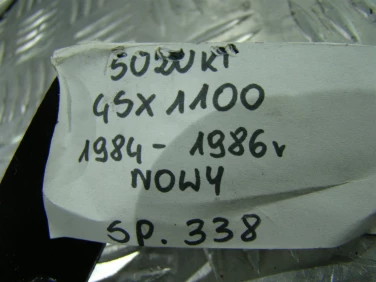 SUZUKI
GSX 1100
1984 - 1986r
NOWY
SP. 338